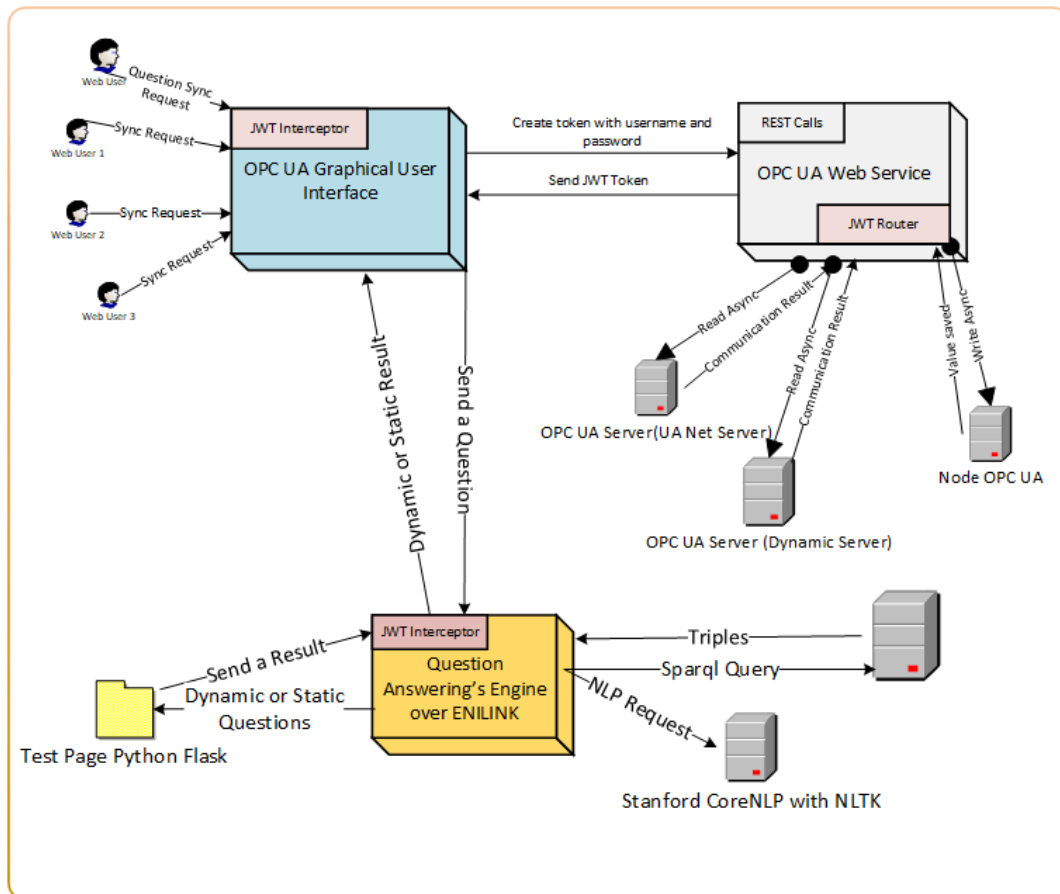 Question Sync
Request
Web User
Sync Request
Web User 1
Sync Request
Web User 2
Sync Request
Web User 3
JWT Interceptor
OPC UA Graphical User
Interface
Create token with username and
password
Send JWT Token
REST Calls
OPC UA Web Service
JWT Router
Read Async
Communication Result
Read Async
Communication Result
Value saved
Write Async
OPC UA Server(UA Net Server)
OPC UA Server (Dynamic Server)
Node OPC UA
Dynamic or Static Result
Send a Question
JWT Interceptor
Question
Answering’s Engine
over ENILINK
Send a Result
Dynamic or Static
Questions
Test Page Python Flask
Triples
Sparql Query
NLP Request
Stanford CoreNLP with NLTK